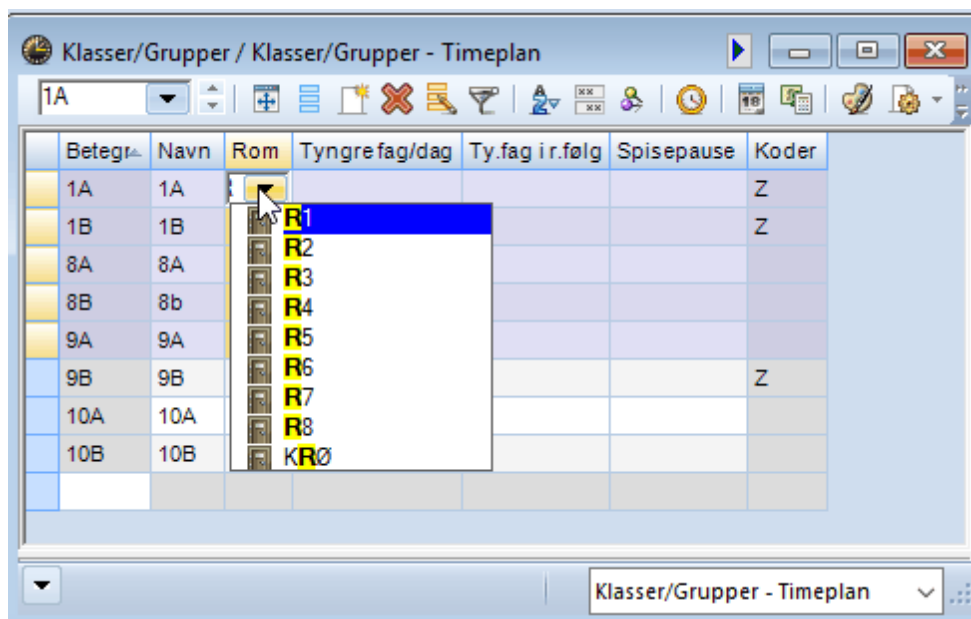 Klasser/Grupper / Klasser/Grupper - Timeplan
1A
Betegr Navn Rom Tyngre fag/dag Ty.fag i r.følg Spisepause Koder
1A 1A Z
1B 1B Z
8A 8A
8B 8b
9A 9A
9B 9B Z
10A 10A
10B 10B
R1
R2
R3
R4
R5
R6
R7
R8
KRØ
Klasser/Grupper - Timeplan